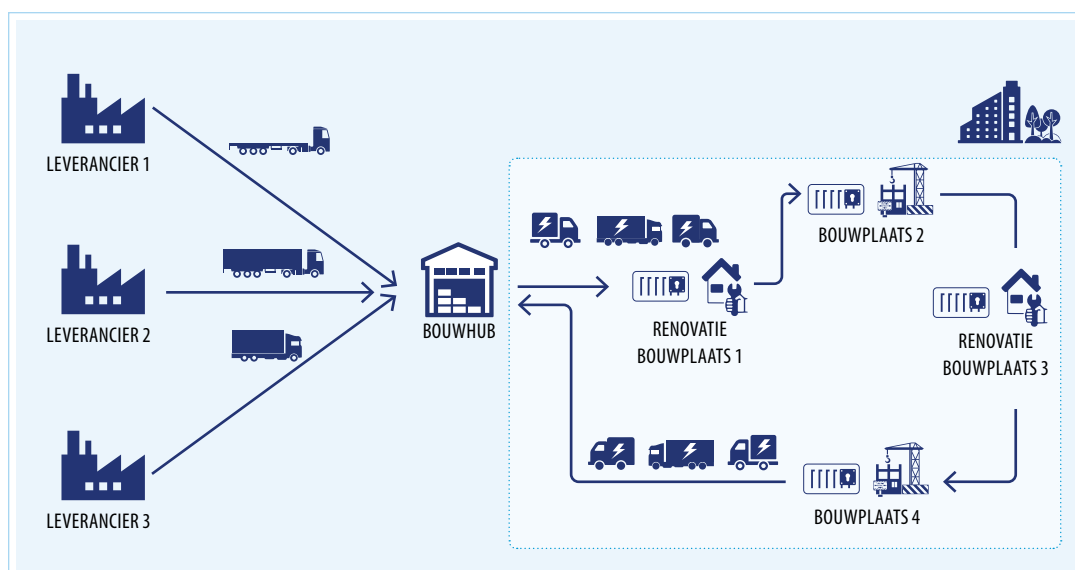 LEVERANCIER 1
LEVERANCIER 2
LEVERANCIER 3
BOUWHUB
RENOVATIE
BOUWPLAATS 1
BOUWPLAATS 2
RENOVATIE
BOUWPLAATS 3
BOUWPLAATS 4